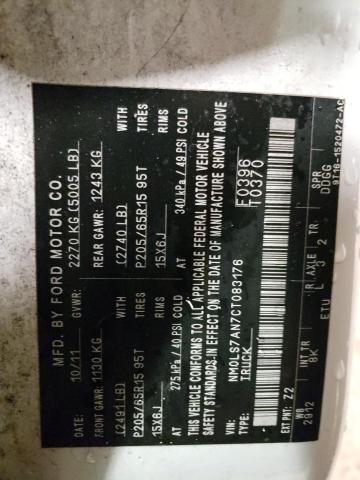 MFD. BY FORD MOTOR CO.
DATE: 10/11 GVWR: 2270 KG (5005 LB)
FRONT GAWR: 1130 KG REAR GAWR: 1243 KG
(2491 LB) WITH (2740 LB) WITH
P205/65R15 95T TIRES P205/65R15 95T TIRES
15X6J RIMS 15X6J RIMS
AT 275 kPa / 40 PSI COLD AT 340 kPa / 49 PSI COLD
THIS VEHICLE CONFORMS TO ALL APPLICABLE FEDERAL MOTOR VEHICLE
SAFETY STANDARDS IN EFFECT ON THE DATE OF MANUFACTURE SHOWN ABOVE
VIN: NM0LS7AN7CT083176 F0396
TYPE: TRUCK T0370
EXT PNT: Z2
WB INT TR R. AXLE TR SPR
2912 8K L J 2 DDGG
ETU
9T16-1520472-AC